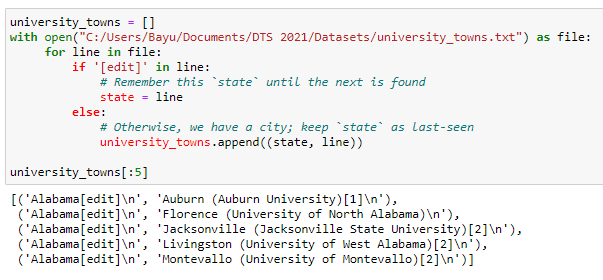 university_towns = []
with open("C:/Users/Bayu/Documents/DTS 2021/Datasets/university_towns.txt") as file:
    for line in file:
        if '[edit]' in line:
            # Remember this `state` until the next is found
            state = line
        else:
            # Otherwise, we have a city; keep `state` as last-seen
            university_towns.append((state, line))
university_towns[:5]
[('Alabama[edit]\n', 'Auburn (Auburn University)[1]\n'),
 ('Alabama[edit]\n', 'Florence (University of North Alabama)\n'),
 ('Alabama[edit]\n', 'Jacksonville (Jacksonville State University)[2]\n'),
 ('Alabama[edit]\n', 'Livingston (University of West Alabama)[2]\n'),
 ('Alabama[edit]\n', 'Montevallo (University of Montevallo)[2]\n')]